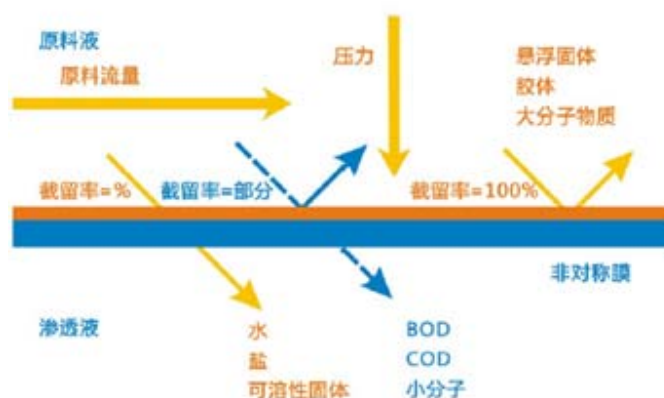 原料液
原料流量
压力
悬浮固体
胶体
大分子物质
截留率=%
截留率=部分
截留率=100%
非对称膜
渗透液
水
盐
可溶性固体
BOD
COD
小分子